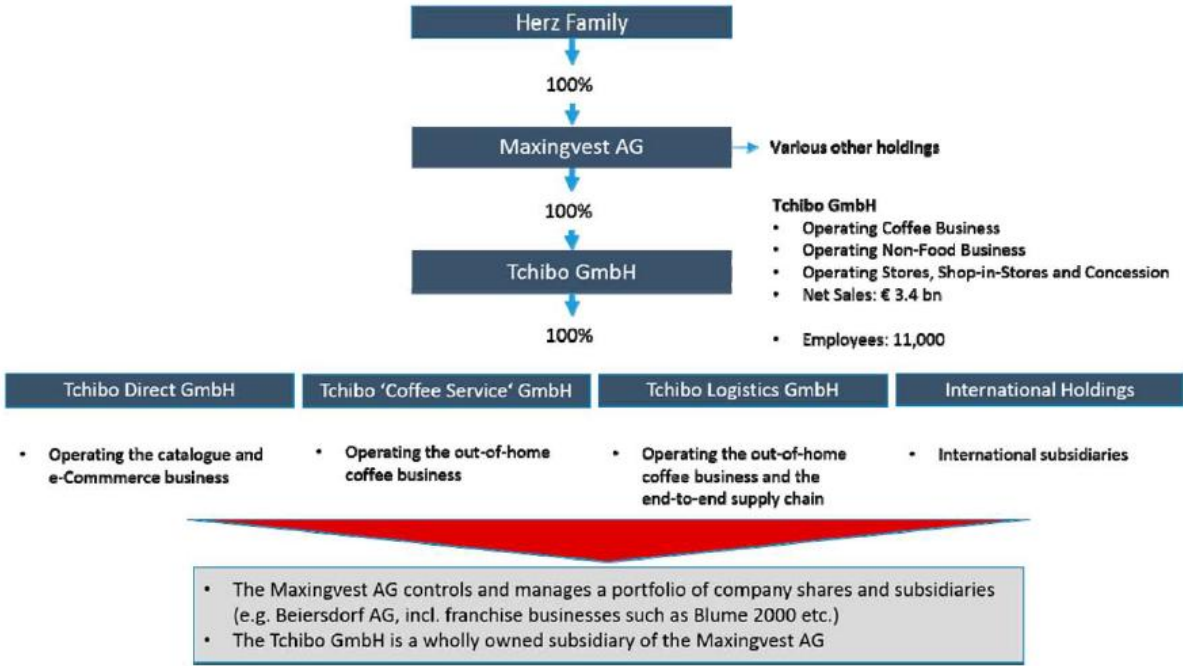 Herz Family
100%
Maxingvest AG
Various other holdings
100%
Tchibo GmbH
Tchibo GmbH
• Operating Coffee Business
• Operating Non-Food Business
• Operating Stores, Shop-in-Stores and Concession
• Net Sales: € 3.4 bn
• Employees: 11,000
100%
Tchibo Direct GmbH
Tchibo ‘Coffee Service‘ GmbH
Tchibo Logistics GmbH
International Holdings
• Operating the catalogue and
e-Commmerce business
• Operating the out-of-home
coffee business
• Operating the out-of-home
coffee business and the
end-to-end supply chain
• International subsidiaries
• The Maxingvest AG controls and manages a portfolio of company shares and subsidiaries
(e.g. Beiersdorf AG, incl. franchise businesses such as Blume 2000 etc.)
• The Tchibo GmbH is a wholly owned subsidiary of the Maxingvest AG